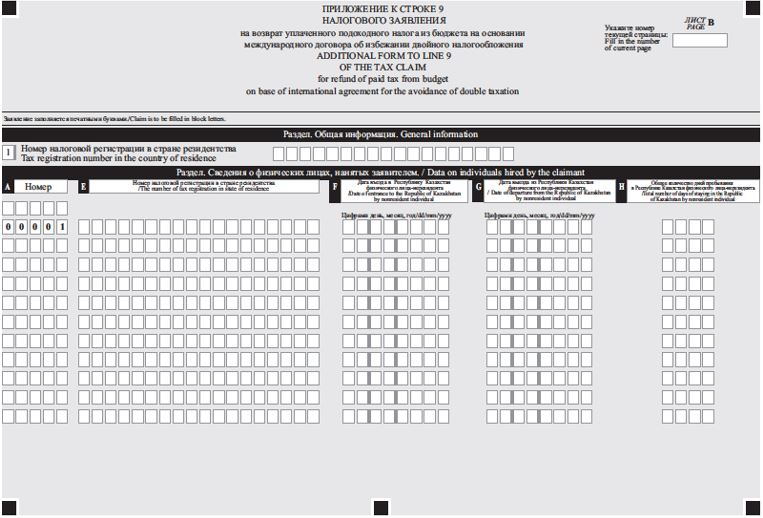 ПРИЛОЖЕНИЕ К СТРОКЕ 9
НАЛОГОВОГО ЗАЯВЛЕНИЯ
на возврат уплаченного подоходного налога из бюджета на основании
международного договора об избежании двойного налогообложения
ADDITIONAL FORM TO LINE 9
OF THE TAX CLAIM
for refund of paid tax from budget
on base of international agreement for the avoidance of double taxation
Укажите номер
текущей страницы:
Fill in the number
of current page
ЛИСТ
PAGE B
Заявление заполняется печатными буквами/Claim is to be filled in block letters.
Раздел. Общая информация. General information
1 Номер налоговой регистрации в стране резидентства
Tax registration number in the country of residence
Раздел. Сведения о физических лицах, нанятых заявителем. / Data on individuals hired by the claimant
A Номер
E Номер налоговой регистрации в стране резидентства
/The number of tax registration in state of residence
F Дата въезда в Республику Казахстан
физического лица-нерезидента
/Date of entrance to the Republic of Kazakhstan
by nonresident individual
G Дата выезда из Республики Казахстан
физического лица-нерезидента
/ Date of departure from the Republic of Kazakhstan
by nonresident individual
H Общее количество дней пребывания
в Республике Казахстан физического лица-нерезидента
/Total number of days of staying in the Republic
of Kazakhstan by nonresident individual
Цифрами день, месяц, год/dd/mm/yyyy
Цифрами день, месяц, год/dd/mm/yyyy
0 0 0 0 1